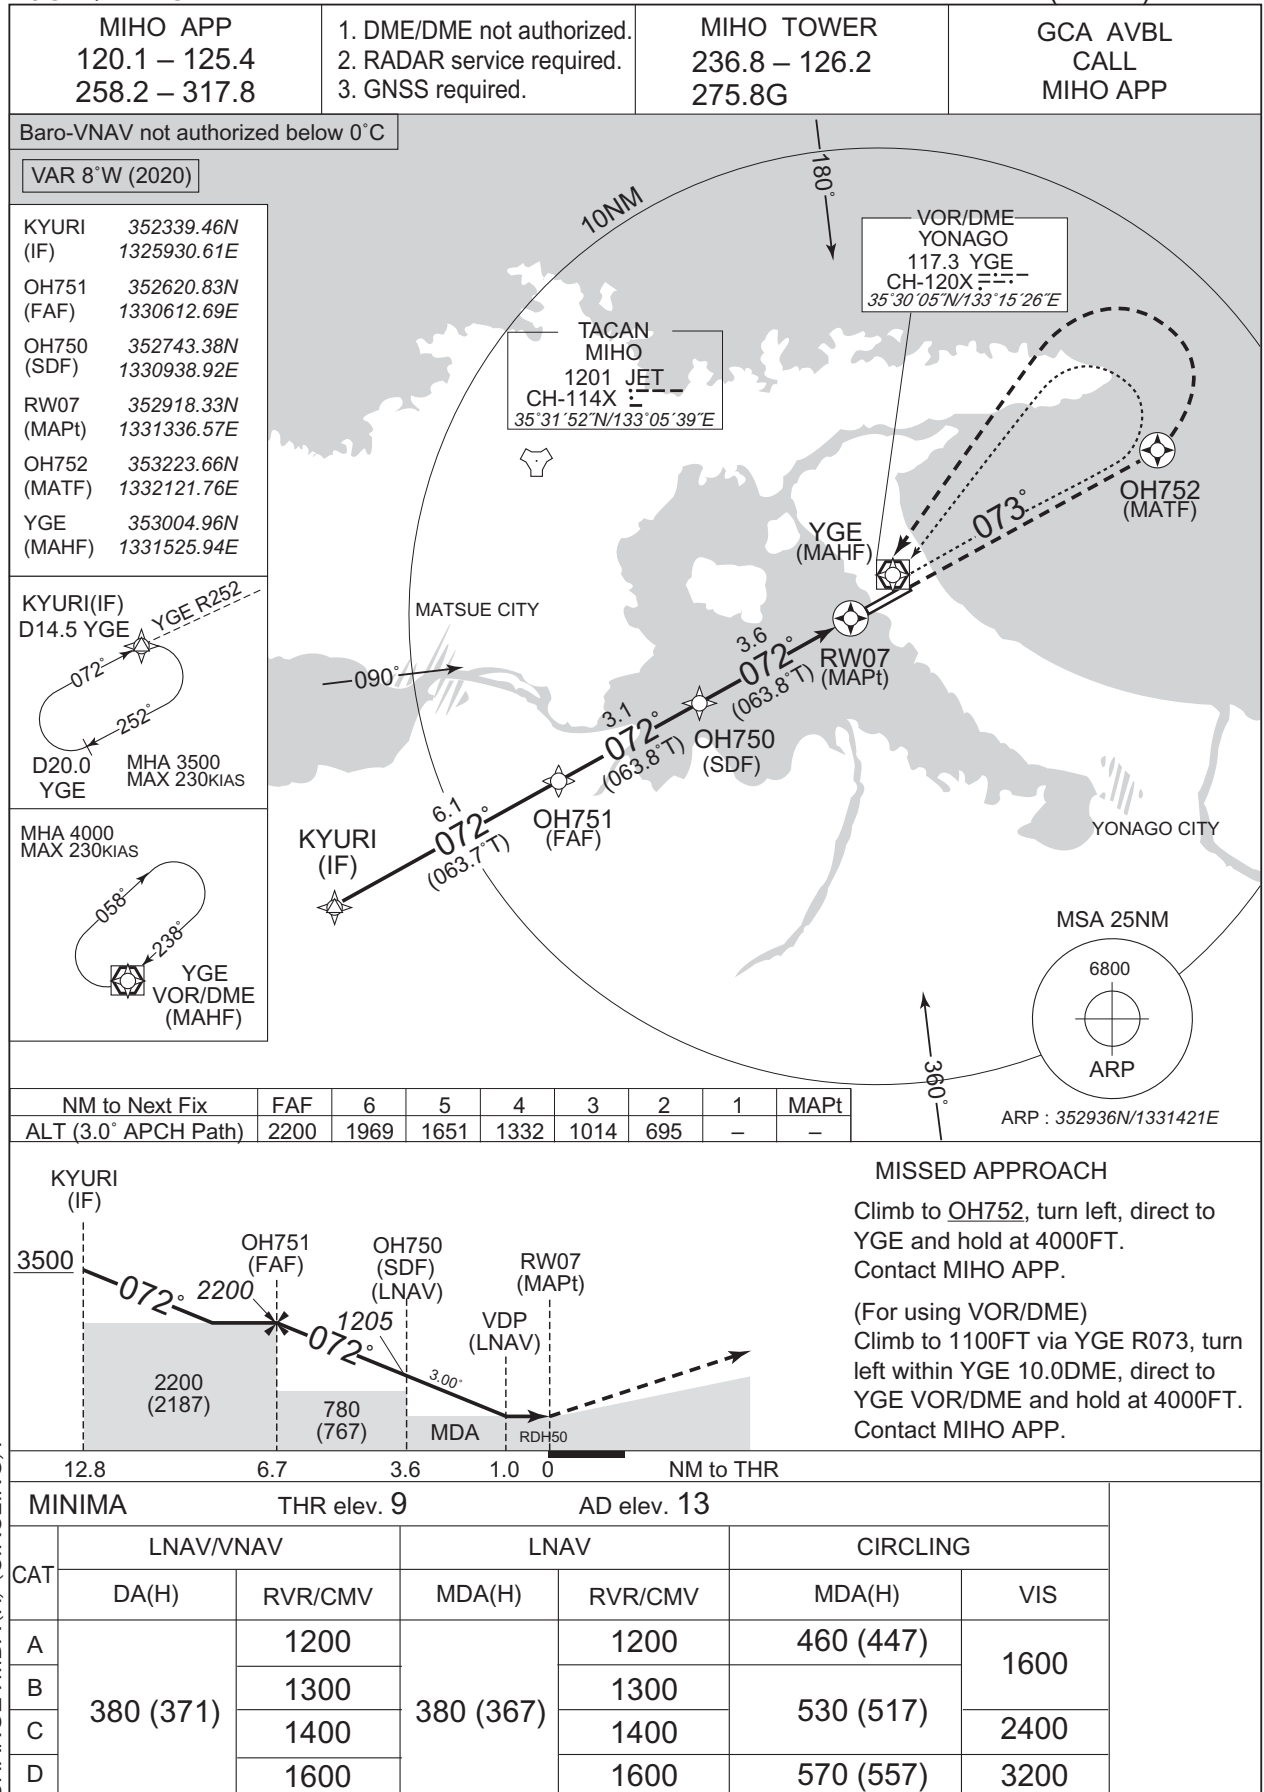 MIHO APP
120.1 – 125.4
258.2 – 317.8
1. DME/DME not authorized.
2. RADAR service required.
3. GNSS required.
MIHO TOWER
236.8 – 126.2
275.8G
GCA AVBL
CALL
MIHO APP
Baro-VNAV not authorized below 0˚C
VAR 8˚W (2020)
KYURI 352339.46N
(IF) 1325930.61E
OH751 352620.83N
(FAF) 1330612.69E
OH750 352743.38N
(SDF) 1330938.92E
RW07 352918.33N
(MAPt) 1331336.57E
OH752 353223.66N
(MATF) 1332121.76E
YGE 353004.96N
(MAHF) 1331525.94E
KYURI(IF)
D14.5 YGE
YGE R252
072˚
252˚
D20.0
YGE
MHA 3500
MAX 230KIAS
MHA 4000
MAX 230KIAS
058˚
238˚
YGE
VOR/DME
(MAHF)
10NM
180˚
VOR/DME
YONAGO
117.3 YGE
CH-120X
35˚30´05˝N/133˚15´26˝E
TACAN
MIHO
1201 JET
CH-114X
35˚31´52˝N/133˚05´39˝E
OH752
(MATF)
073˚
YGE
(MAHF)
MATSUE CITY
090˚
3.6
072˚
(063.8˚T)
RW07
(MAPt)
3.1
072˚
(063.8˚T)
OH750
(SDF)
6.1
072˚
(063.7˚T)
OH751
(FAF)
KYURI
(IF)
YONAGO CITY
MSA 25NM
6800
ARP
360˚
ARP : 352936N/1331421E
NM to Next Fix FAF 6 5 4 3 2 1 MAPt
ALT (3.0˚ APCH Path) 2200 1969 1651 1332 1014 695 – –
KYURI
(IF)
3500
072˚
2200
OH751
(FAF)
072˚
1205
OH750
(SDF)
(LNAV)
3.00˚
VDP
(LNAV)
RW07
(MAPt)
2200
(2187)
780
(767)
MDA
RDH50
12.8 6.7 3.6 1.0 0 NM to THR
MISSED APPROACH
Climb to OH752, turn left, direct to
YGE and hold at 4000FT.
Contact MIHO APP.
(For using VOR/DME)
Climb to 1100FT via YGE R073, turn
left within YGE 10.0DME, direct to
YGE VOR/DME and hold at 4000FT.
Contact MIHO APP.
MINIMA THR elev. 9 AD elev. 13
CAT LNAV/VNAV LNAV CIRCLING
DA(H) RVR/CMV MDA(H) RVR/CMV MDA(H) VIS
A 380 (371) 1200 380 (367) 1200 460 (447) 1600
B 1300 1300 530 (517)
C 1400 1400 2400
D 1600 1600 570 (557) 3200